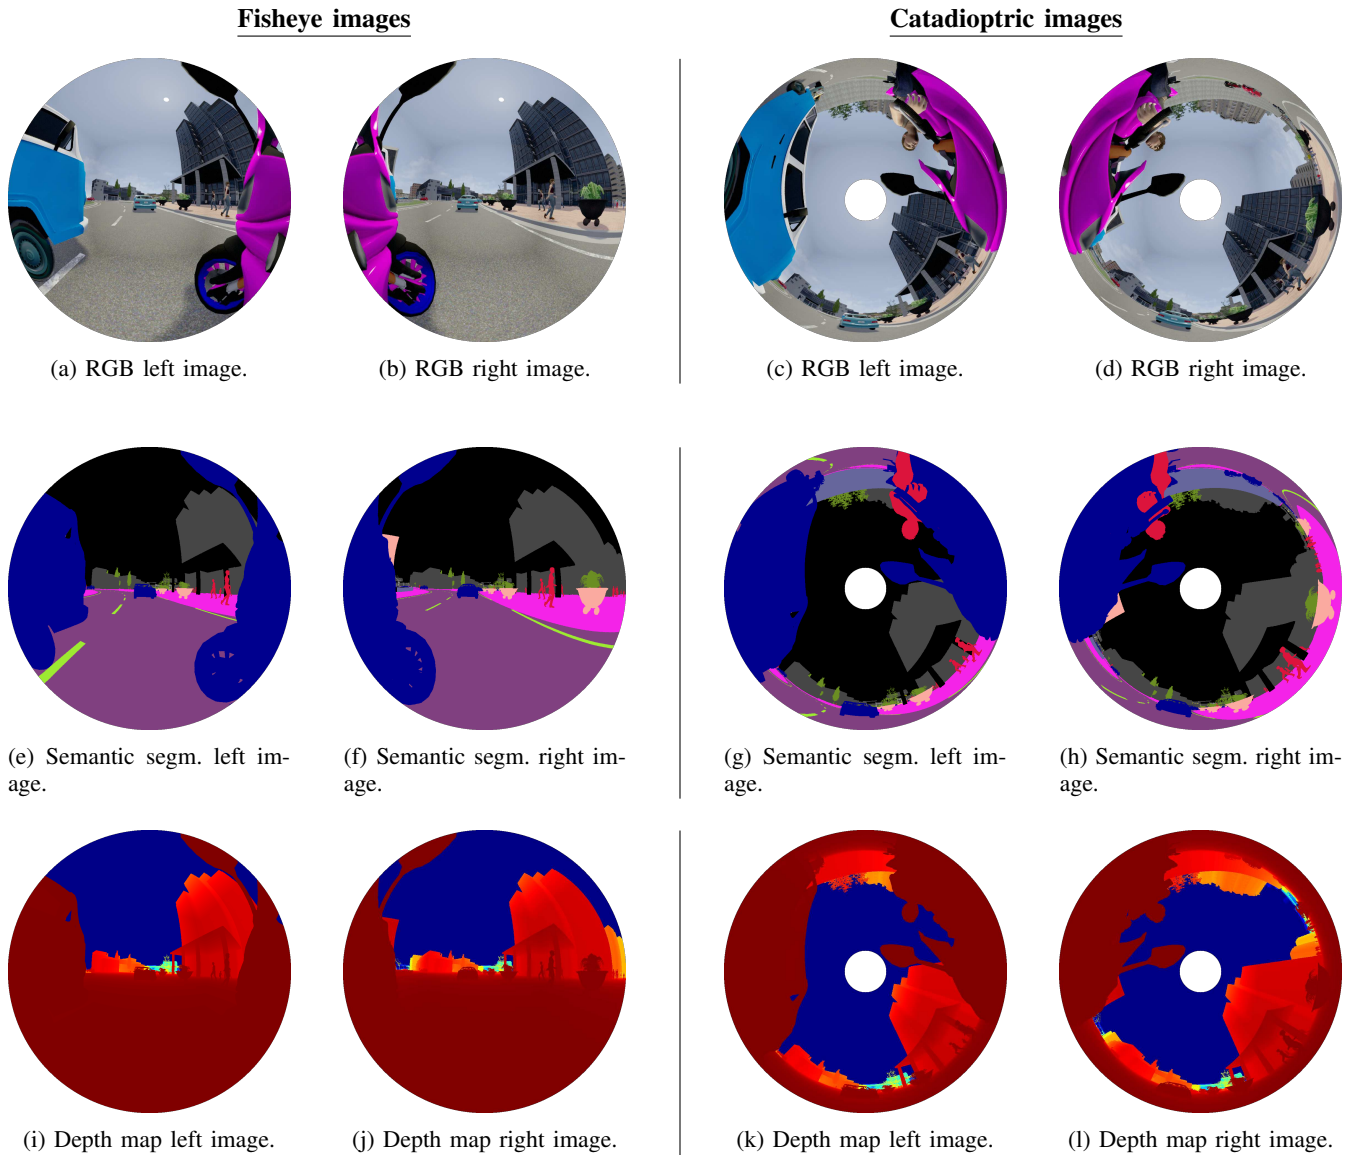 Fisheye images
Catadioptric images
(a) RGB left image.
(b) RGB right image.
(c) RGB left image.
(d) RGB right image.
(e) Semantic segm. left im-
age.
(f) Semantic segm. right im-
age.
(g) Semantic segm. left im-
age.
(h) Semantic segm. right im-
age.
(i) Depth map left image.
(j) Depth map right image.
(k) Depth map left image.
(l) Depth map right image.